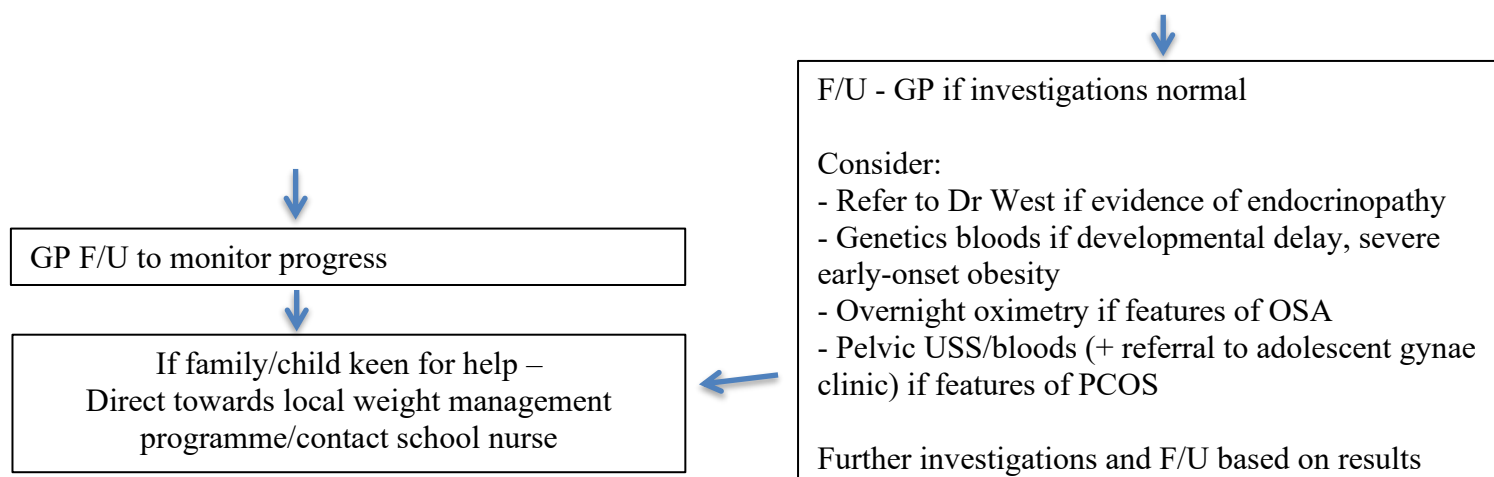 GP F/U to monitor progress
If family/child keen for help –
Direct towards local weight management
programme/contact school nurse
F/U - GP if investigations normal
Consider:
- Refer to Dr West if evidence of endocrinopathy
- Genetics bloods if developmental delay, severe
early-onset obesity
- Overnight oximetry if features of OSA
- Pelvic USS/bloods (+ referral to adolescent gynae
clinic) if features of PCOS
Further investigations and F/U based on results